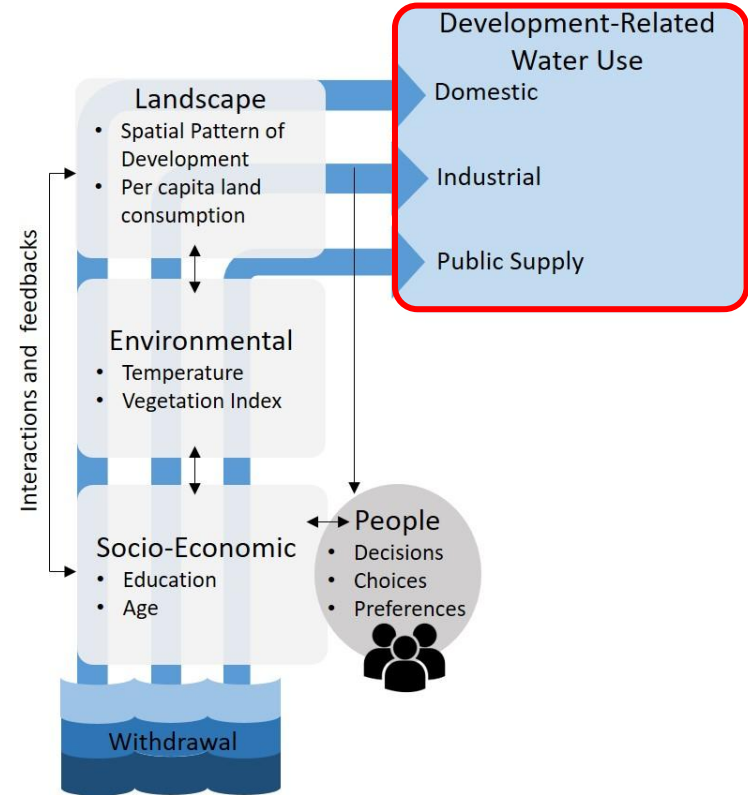 Development-Related
Water Use
Domestic
Industrial
Public Supply
Landscape
• Spatial Pattern of
Development
• Per capita land
consumption
Interactions and feedbacks
Environmental
• Temperature
• Vegetation Index
Socio-Economic
• Education
• Age
People
• Decisions
• Choices
• Preferences
Withdrawal